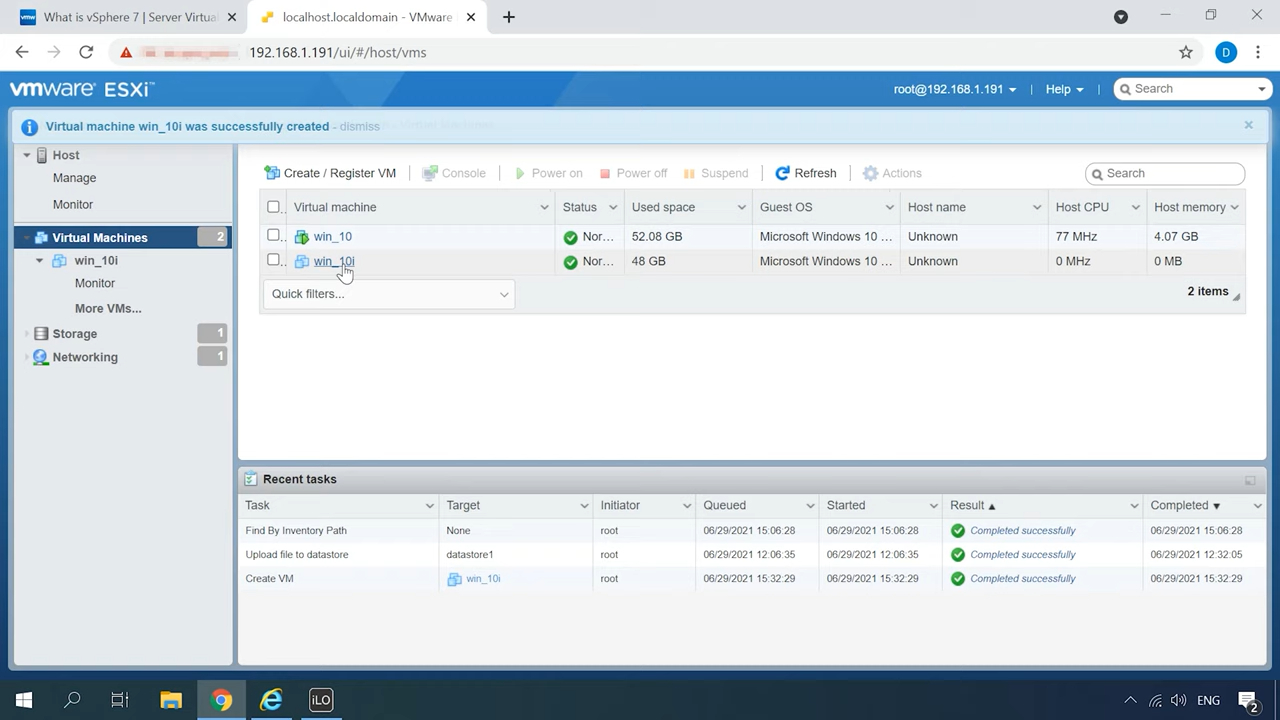 What is vSphere 7 | Server Virtual
localhost.localdomain - VMware
192.168.1.191/ui/#/host/vms
D
vmware ESXi™
root@192.168.1.191
Help
Search
Virtual machine win_10i was successfully created - dismiss
Host
Manage
Monitor
Virtual Machines 2
win_10i
Monitor
More VMs...
Storage 1
Networking 1
Create / Register VM
Console
Power on
Power off
Suspend
Refresh
Actions
Search
Virtual machine Status Used space Guest OS Host name Host CPU Host memory
win_10 Nor... 52.08 GB Microsoft Windows 10 ... Unknown 77 MHz 4.07 GB
win_10i Nor... 48 GB Microsoft Windows 10 ... Unknown 0 MHz 0 MB
Quick filters...
2 items
Recent tasks
Task Target Initiator Queued Started Result Completed
Find By Inventory Path None root 06/29/2021 15:06:28 06/29/2021 15:06:28 Completed successfully 06/29/2021 15:06:28
Upload file to datastore datastore1 root 06/29/2021 12:06:35 06/29/2021 12:06:35 Completed successfully 06/29/2021 12:32:05
Create VM win_10i root 06/29/2021 15:32:29 06/29/2021 15:32:29 Completed successfully 06/29/2021 15:32:29
iLO
ENG
2